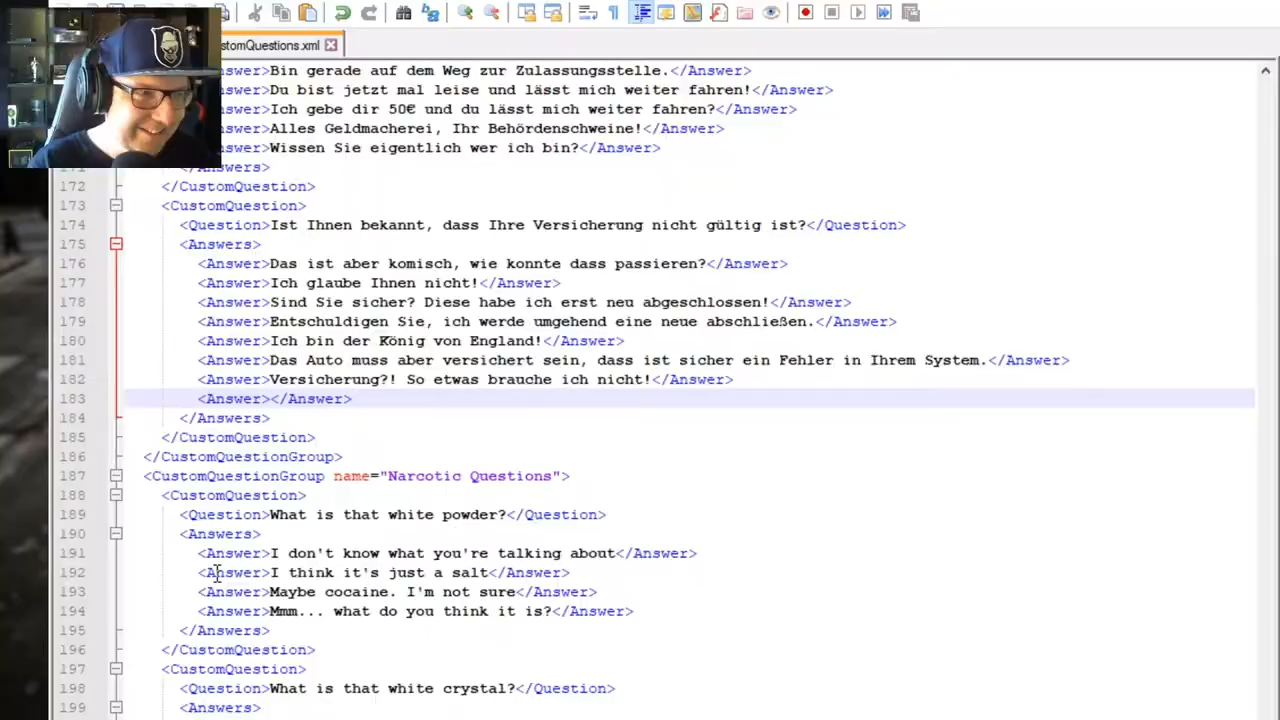 tomQuestions.xml
swer>Bin gerade auf dem Weg zur Zulassungsstelle.</Answer>
swer>Du bist jetzt mal leise und lässt mich weiter fahren!</Answer>
swer>Ich gebe dir 50€ und du lässt mich weiter fahren?</Answer>
swer>Alles Geldmacherei, Ihr Behördenschweine!</Answer>
swer>Wissen Sie eigentlich wer ich bin?</Answer>
171 </Answers>
172 </CustomQuestion>
173 <CustomQuestion>
174 <Question>Ist Ihnen bekannt, dass Ihre Versicherung nicht gültig ist?</Question>
175 <Answers>
176 <Answer>Das ist aber komisch, wie konnte dass passieren?</Answer>
177 <Answer>Ich glaube Ihnen nicht!</Answer>
178 <Answer>Sind Sie sicher? Diese habe ich erst neu abgeschlossen!</Answer>
179 <Answer>Entschuldigen Sie, ich werde umgehend eine neue abschließen.</Answer>
180 <Answer>Ich bin der König von England!</Answer>
181 <Answer>Das Auto muss aber versichert sein, dass ist sicher ein Fehler in Ihrem System.</Answer>
182 <Answer>Versicherung?! So etwas brauche ich nicht!</Answer>
183 <Answer></Answer>
184 </Answers>
185 </CustomQuestion>
186 </CustomQuestionGroup>
187 <CustomQuestionGroup name="Narcotic Questions">
188 <CustomQuestion>
189 <Question>What is that white powder?</Question>
190 <Answers>
191 <Answer>I don't know what you're talking about</Answer>
192 <Answer>I think it's just a salt</Answer>
193 <Answer>Maybe cocaine. I'm not sure</Answer>
194 <Answer>Mmm... what do you think it is?</Answer>
195 </Answers>
196 </CustomQuestion>
197 <CustomQuestion>
198 <Question>What is that white crystal?</Question>
199 <Answers>